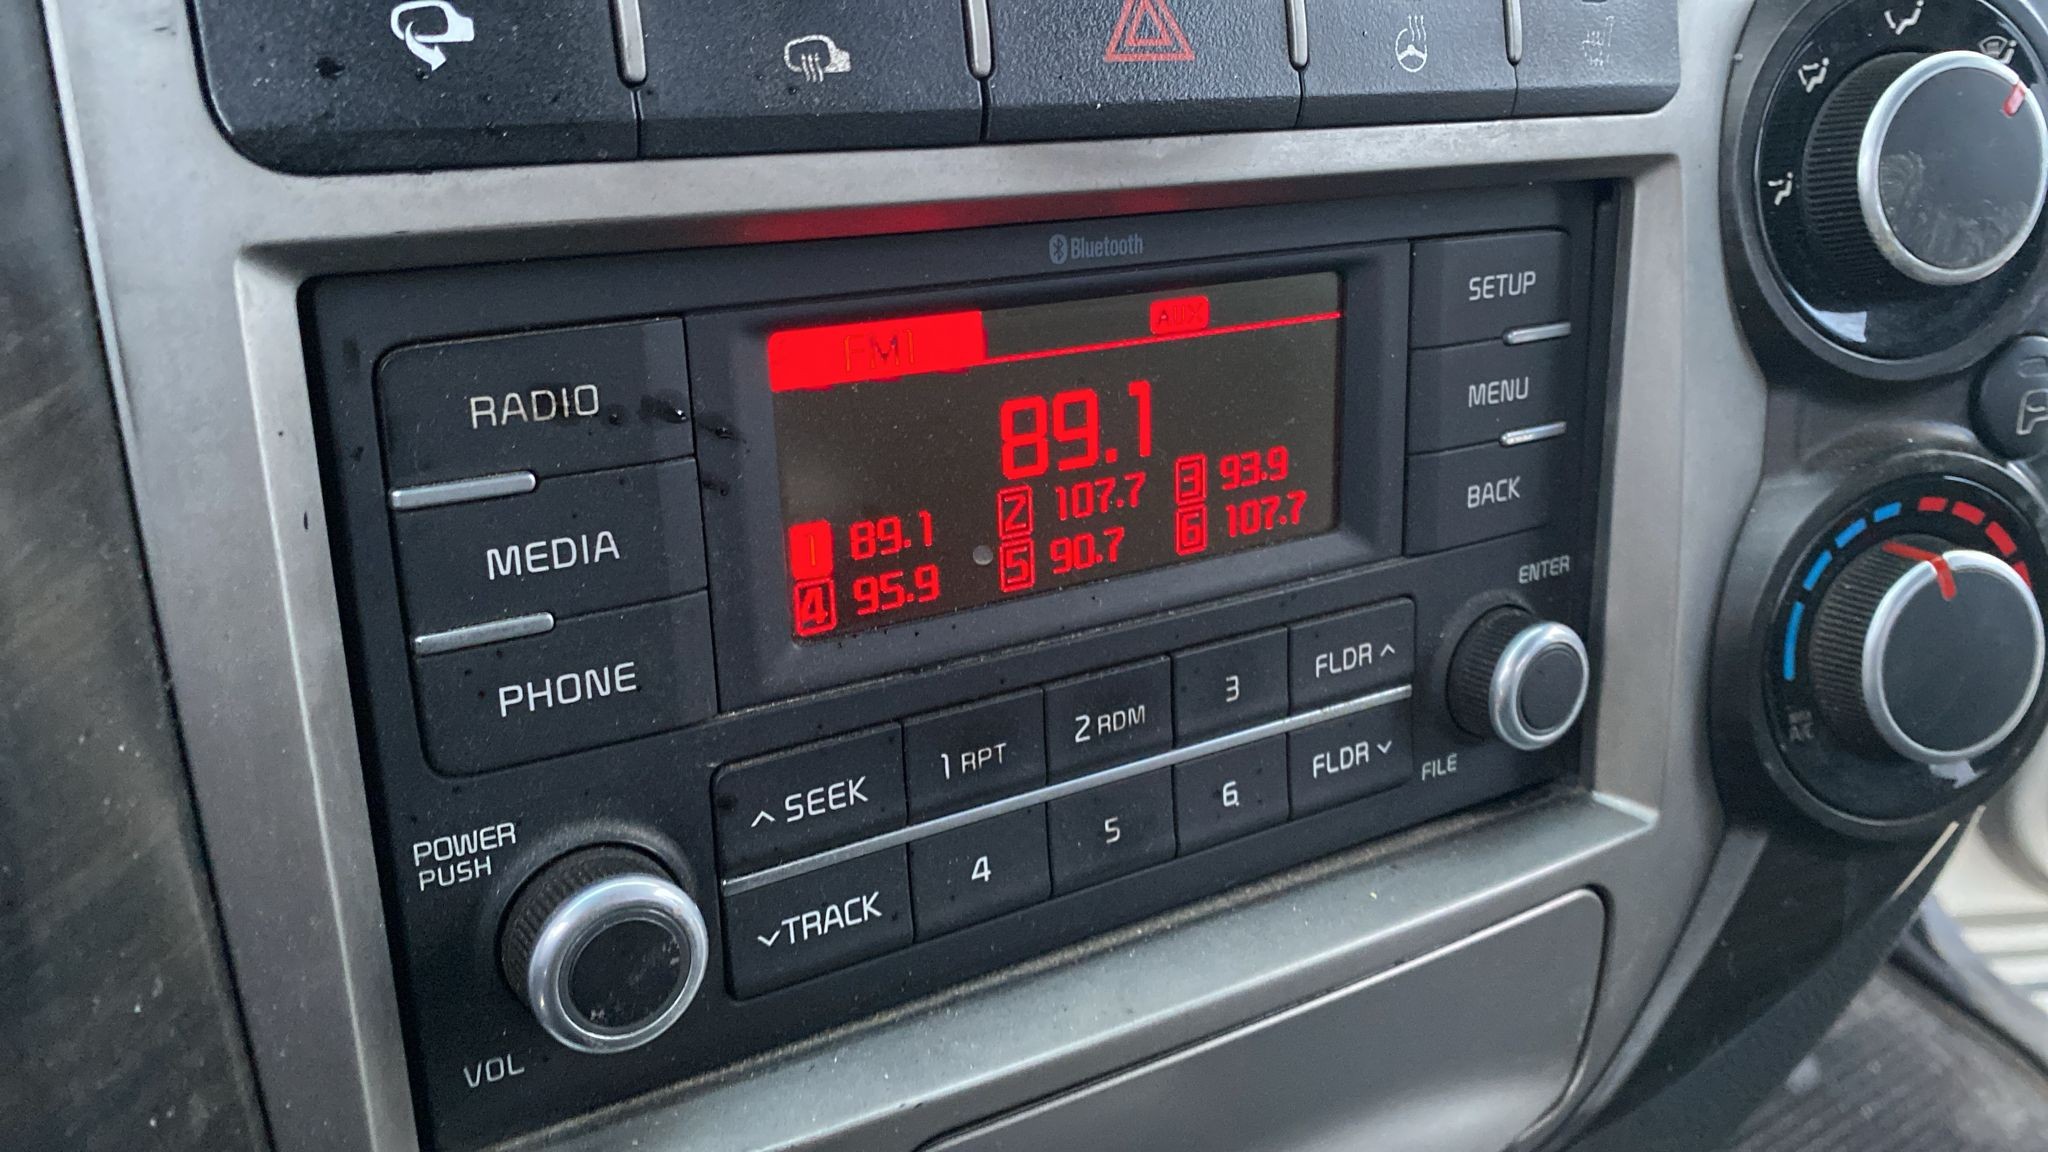 Bluetooth
FM1 AUX
89.1
1 89.1 2 107.7 3 93.9
4 95.9 5 90.7 6 107.7
RADIO
MEDIA
PHONE
SETUP
MENU
BACK
ENTER
FILE
POWER
PUSH
VOL
SEEK
1 RPT
2 RDM
3
FLDR
TRACK
4
5
6
FLDR